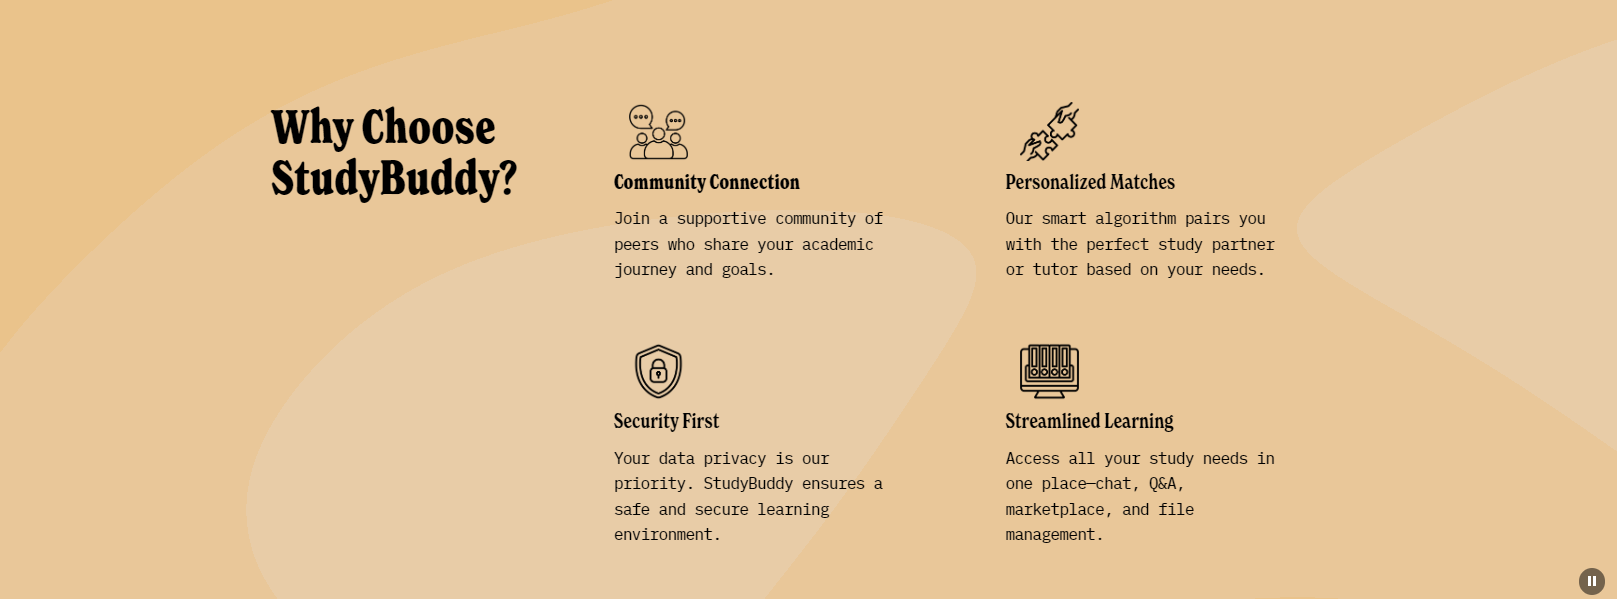 Why Choose
StudyBuddy?
Community Connection
Join a supportive community of
peers who share your academic
journey and goals.
Personalized Matches
Our smart algorithm pairs you
with the perfect study partner
or tutor based on your needs.
Security First
Your data privacy is our
priority. StudyBuddy ensures a
safe and secure learning
environment.
Streamlined Learning
Access all your study needs in
one place—chat, Q&A,
marketplace, and file
management.